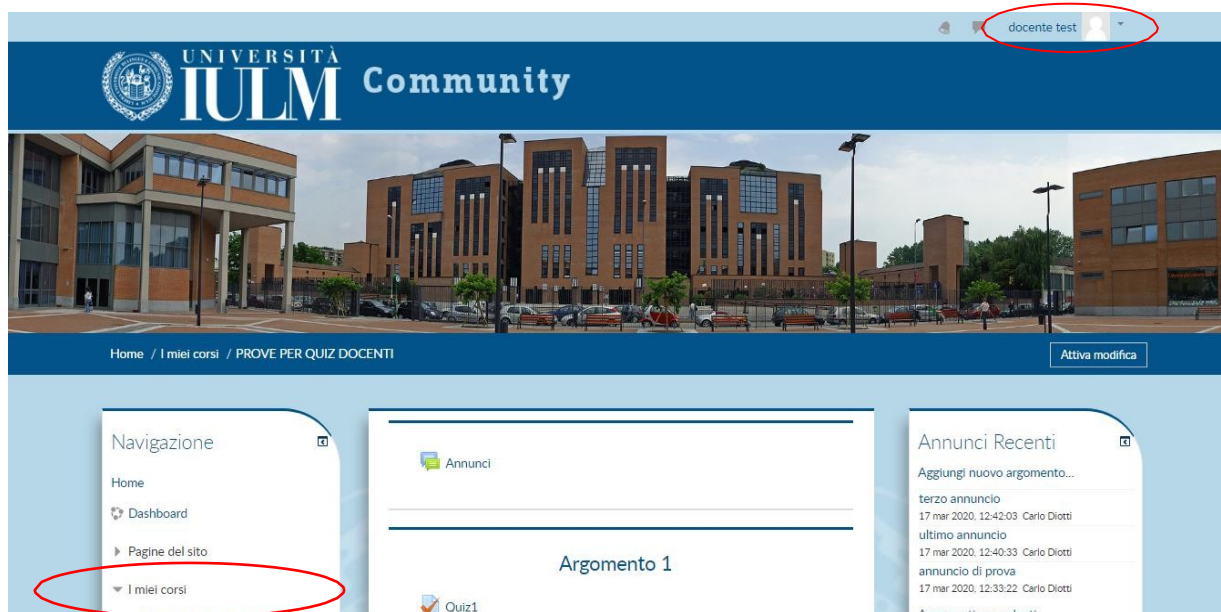 docente test
UNIVERSITÀ
IULM
Community
Home / I miei corsi / PROVE PER QUIZ DOCENTI
Attiva modifica
Navigazione
Home
Dashboard
Pagine del sito
I miei corsi
Annunci
Argomento 1
Quiz1
Annunci Recenti
Aggiungi nuovo argomento...
terzo annuncio
17 mar 2020, 12:42:03 Carlo Diotti
ultimo annuncio
17 mar 2020, 12:40:33 Carlo Diotti
annuncio di prova
17 mar 2020, 12:33:22 Carlo Diotti